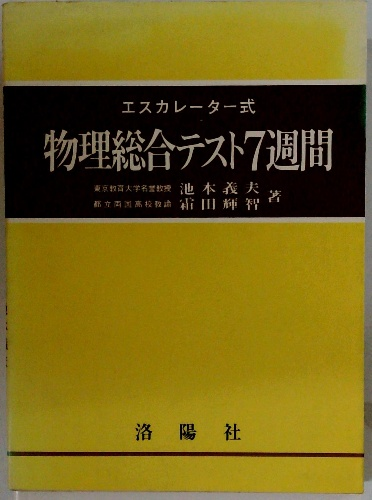 エスカレーター式
物理総合テスト7週間
東京教育大学名誉教授 池本義夫
都立両国高校教諭 霜田輝智
著
洛陽社